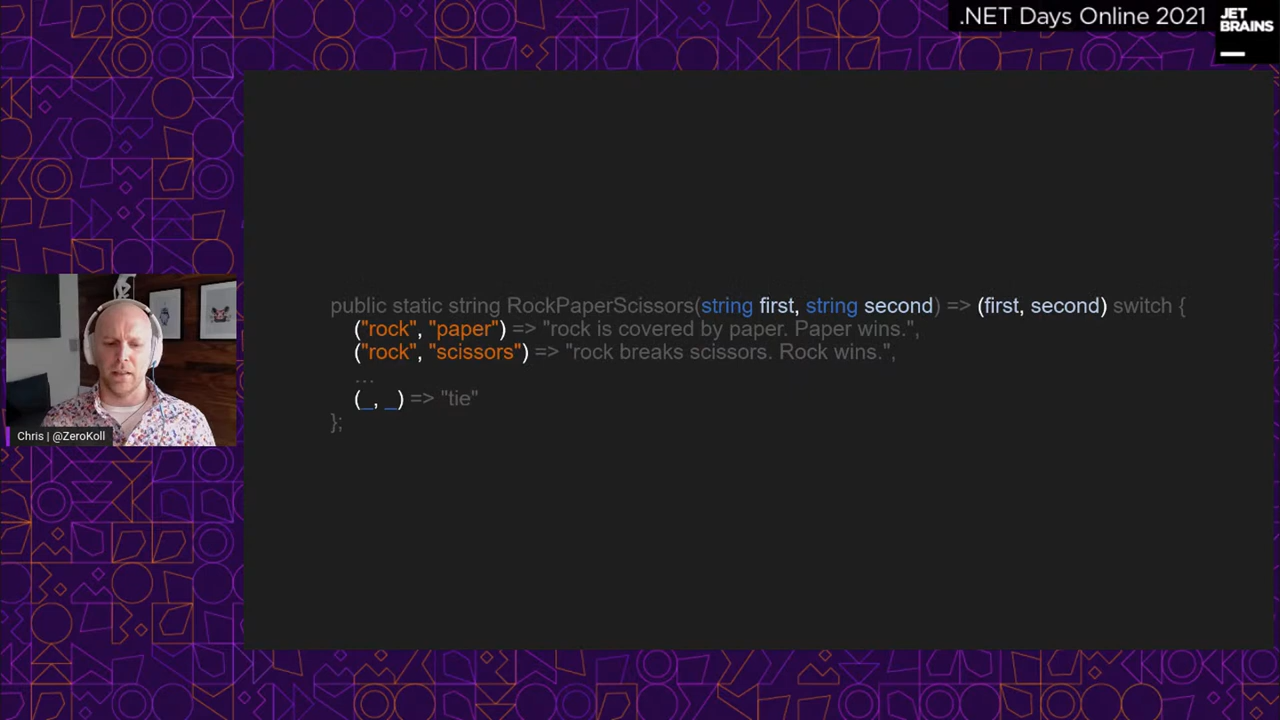 .NET Days Online 2021
JET
BRAINS
public static string RockPaperScissors(string first, string second) => (first, second) switch {
("rock", "paper") => "rock is covered by paper. Paper wins.",
("rock", "scissors") => "rock breaks scissors. Rock wins.",
...
(_, _) => "tie"
};
Chris | @ZeroKoll